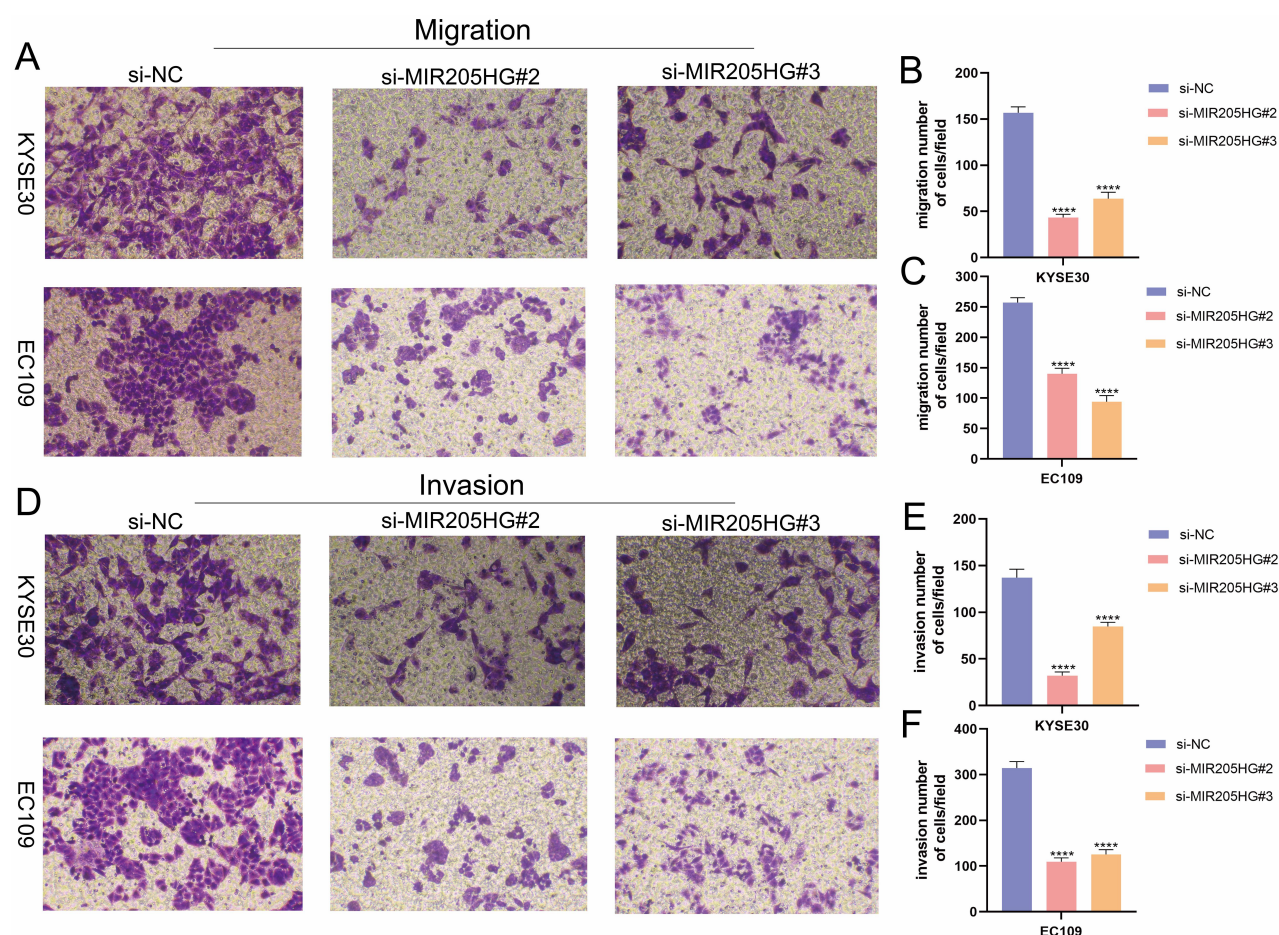 Migration
A
si-NC
si-MIR205HG#2
si-MIR205HG#3
KYSE30
EC109
B
200
150
100
50
0
migration number
of cells/field
****
****
KYSE30
si-NC
si-MIR205HG#2
si-MIR205HG#3
C
300
250
200
150
100
50
0
migration number
of cells/field
****
****
EC109
si-NC
si-MIR205HG#2
si-MIR205HG#3
Invasion
D
si-NC
si-MIR205HG#2
si-MIR205HG#3
KYSE30
EC109
E
200
150
100
50
0
invasion number
of cells/field
****
****
KYSE30
si-NC
si-MIR205HG#2
si-MIR205HG#3
F
400
300
200
100
0
invasion number
of cells/field
****
****
EC109
si-NC
si-MIR205HG#2
si-MIR205HG#3